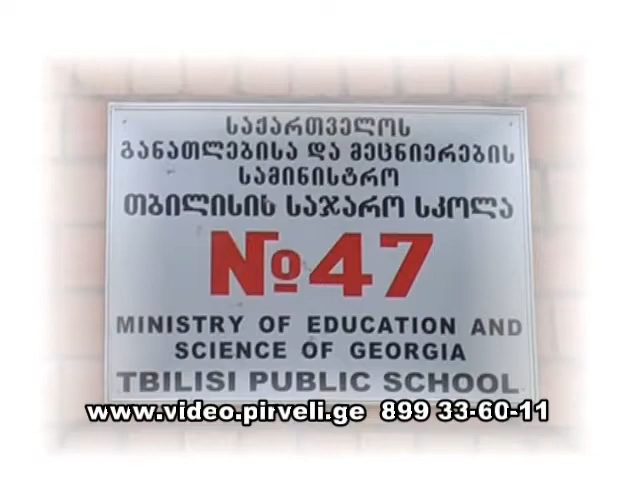 საქართველოს
განათლებისა და მეცნიერების
სამინისტრო
თბილისის საჯარო სკოლა
№47
MINISTRY OF EDUCATION AND
SCIENCE OF GEORGIA
TBILISI PUBLIC SCHOOL
www.video.pirveli.ge 899 33-60-11